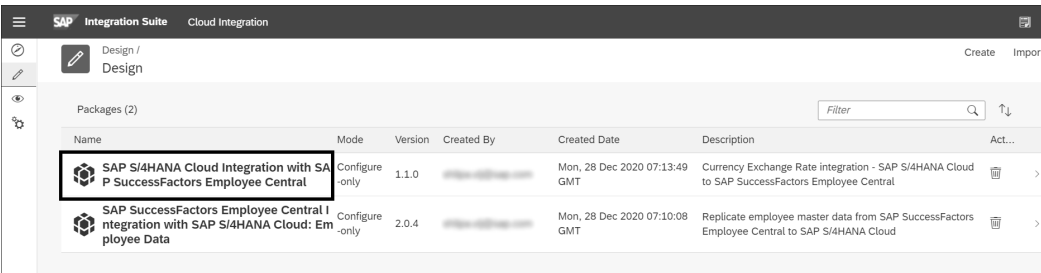 SAP Integration Suite Cloud Integration
Design /
Design
Create Impor
Packages (2)
Filter
Name Mode Version Created By Created Date Description Act...
SAP S/4HANA Cloud Integration with SA
P SuccessFactors Employee Central
Configure
-only
1.1.0
Mon, 28 Dec 2020 07:13:49
GMT
Currency Exchange Rate integration - SAP S/4HANA Cloud
to SAP SuccessFactors Employee Central
SAP SuccessFactors Employee Central I
ntegration with SAP S/4HANA Cloud: Em
ployee Data
Configure
-only
2.0.4
Mon, 28 Dec 2020 07:10:08
GMT
Replicate employee master data from SAP SuccessFactors
Employee Central to SAP S/4HANA Cloud